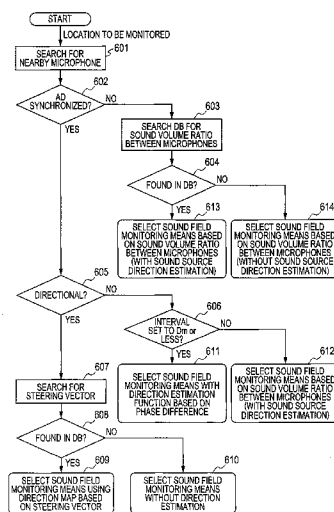 START
LOCATION TO BE MONITORED
601
SEARCH FOR
NEARBY MICROPHONE
602
AD
SYNCHRONIZED?
NO
YES
603
SEARCH DB FOR
SOUND VOLUME RATIO
BETWEEN MICROPHONES
604
FOUND IN DB?
NO
YES
613
SELECT SOUND FIELD
MONITORING MEANS BASED
ON SOUND VOLUME RATIO
BETWEEN MICROPHONES
(WITH SOUND SOURCE
DIRECTION ESTIMATION)
614
SELECT SOUND FIELD
MONITORING MEANS BASED
ON SOUND VOLUME RATIO
BETWEEN MICROPHONES
(WITHOUT SOUND SOURCE
DIRECTION ESTIMATION)
605
DIRECTIONAL?
NO
YES
606
INTERVAL
SET TO Dm or
LESS?
NO
YES
611
SELECT SOUND FIELD
MONITORING MEANS WITH
DIRECTION ESTIMATION
FUNCTION BASED ON
PHASE DIFFERENCE
612
SELECT SOUND FIELD
MONITORING MEANS BASED
ON SOUND VOLUME RATIO
BETWEEN MICROPHONES
(WITH SOUND SOURCE
DIRECTION ESTIMATION)
607
SEARCH FOR
STEERING VECTOR
608
FOUND IN DB?
NO
YES
609
SELECT SOUND FIELD
MONITORING MEANS USING
DIRECTION MAP BASED
ON STEERING VECTOR
610
SELECT SOUND FIELD
MONITORING MEANS
WITHOUT DIRECTION
ESTIMATION